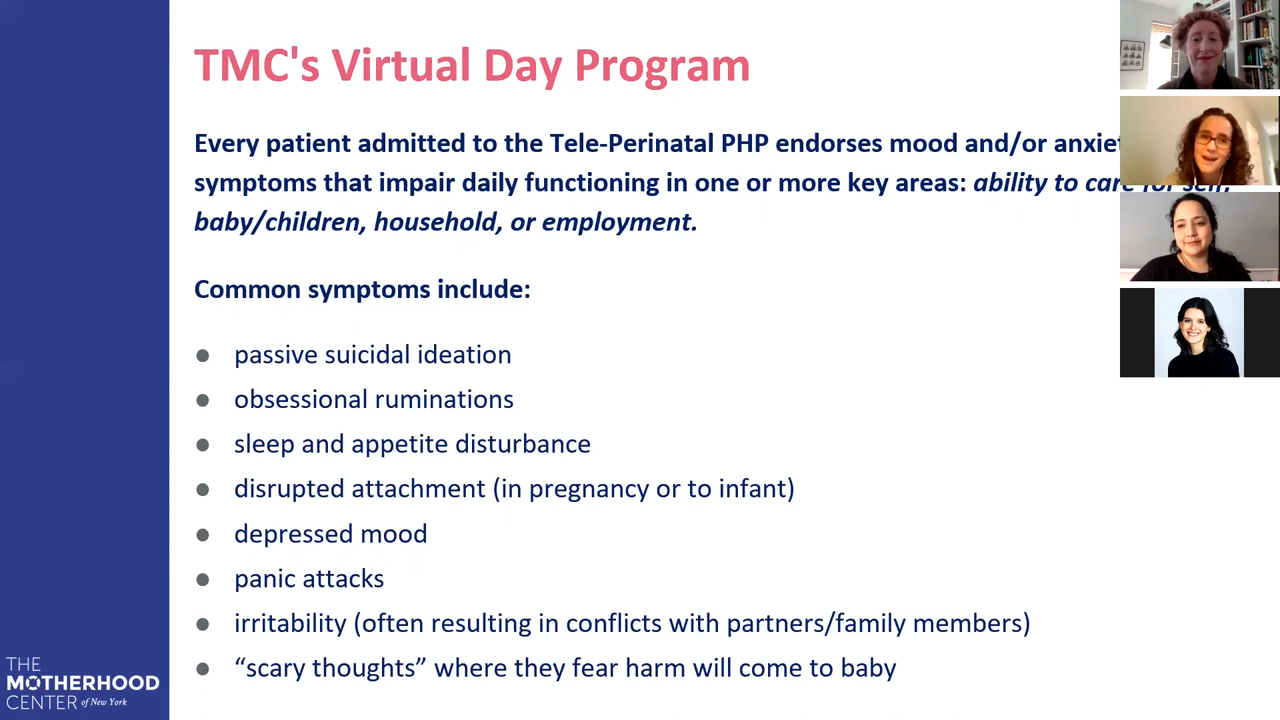 TMC's Virtual Day Program
Every patient admitted to the Tele-Perinatal PHP endorses mood and/or
symptoms that impair daily functioning in one or more key areas: ability to care for self,
baby/children, household, or employment.
Common symptoms include:
● passive suicidal ideation
● obsessional ruminations
● sleep and appetite disturbance
● disrupted attachment (in pregnancy or to infant)
● depressed mood
● panic attacks
● irritability (often resulting in conflicts with partners/family members)
● “scary thoughts” where they fear harm will come to baby
THE
MOTHERHOOD
CENTER of New York